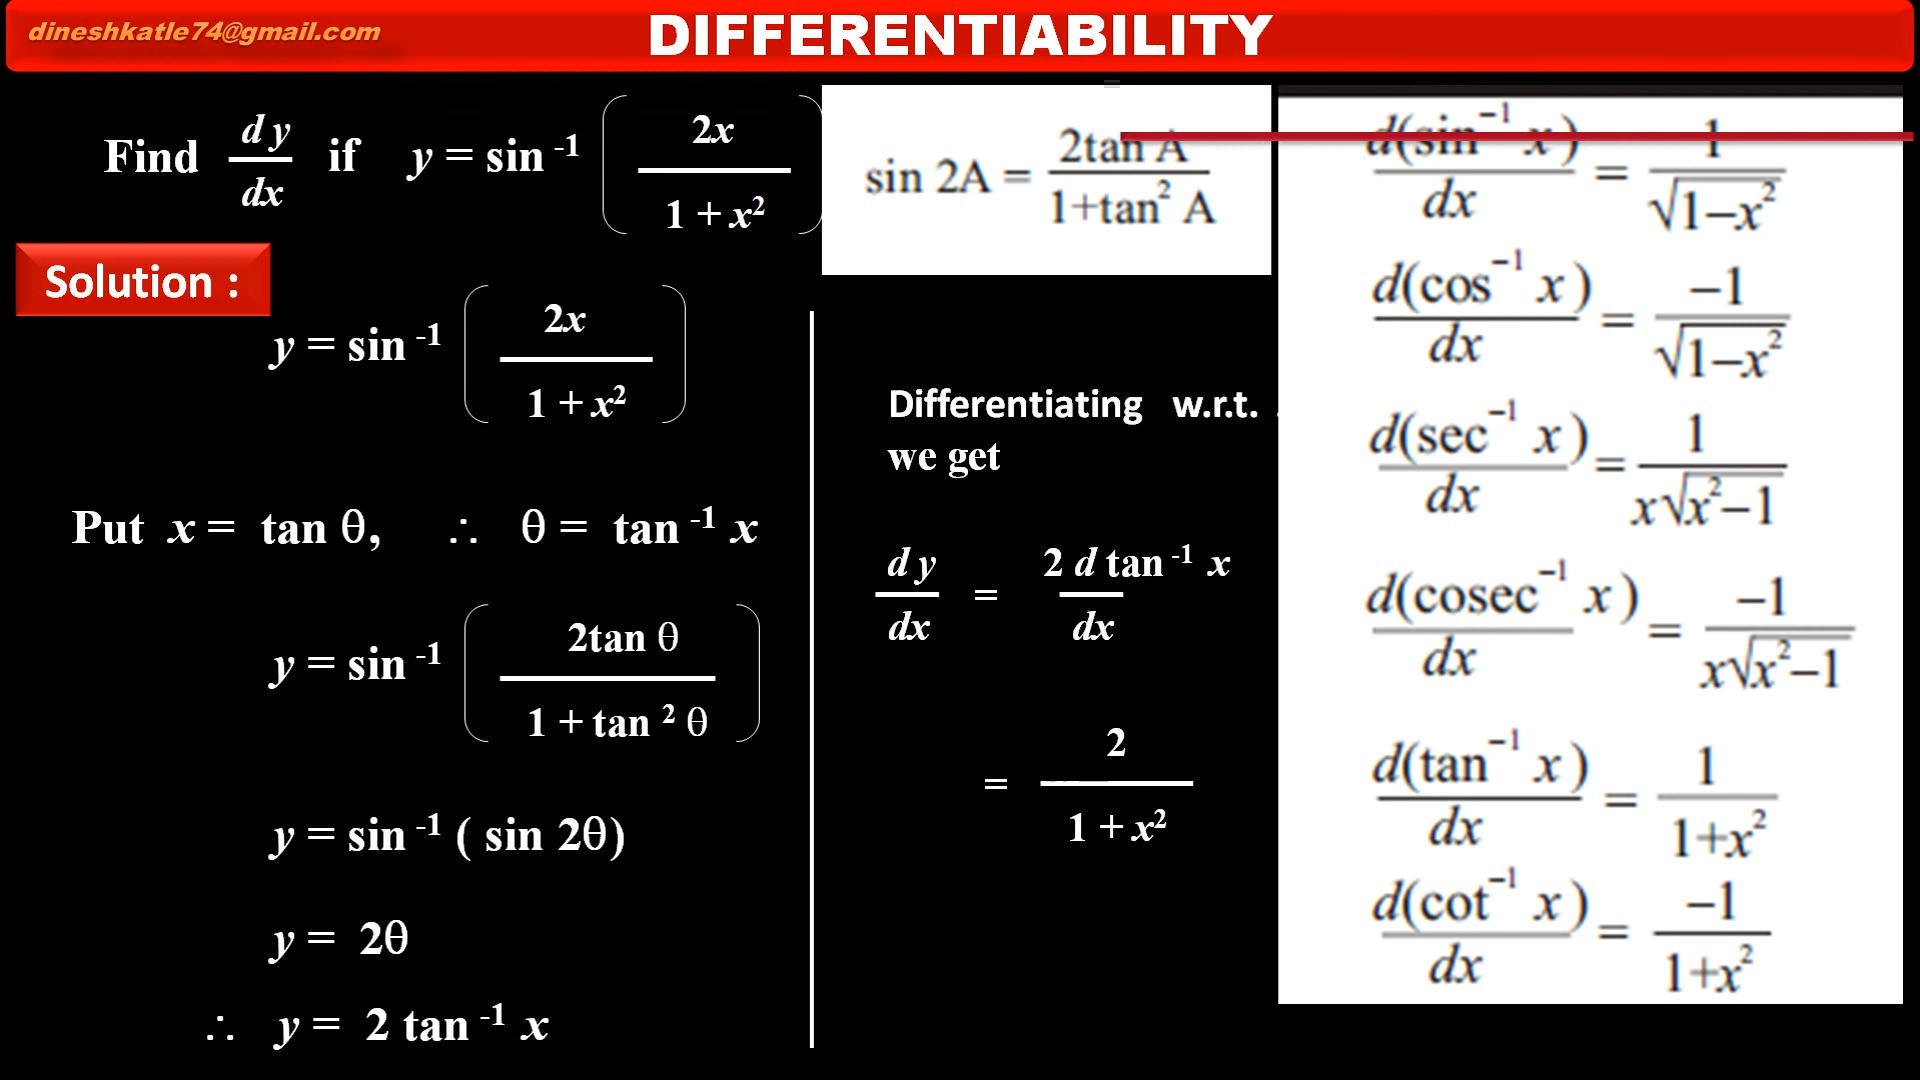 dineshkatle74@gmail.com
DIFFERENTIABILITY
Find dy/dx if y = sin⁻¹ ( 2x / 1 + x² )
sin 2A = 2tan A / 1+tan² A
Solution :
y = sin⁻¹ ( 2x / 1 + x² )
Put x = tan θ, ∴ θ = tan⁻¹ x
y = sin⁻¹ ( 2tan θ / 1 + tan² θ )
y = sin⁻¹ ( sin 2θ)
y = 2θ
∴ y = 2 tan⁻¹ x
Differentiating w.r.t.
we get
dy/dx = 2 d tan⁻¹ x / dx
= 2 / 1 + x²
d(sin⁻¹ x)/dx = 1/√1–x²
d(cos⁻¹ x)/dx = –1/√1–x²
d(sec⁻¹ x)/dx = 1/x√x²–1
d(cosec⁻¹ x)/dx = –1/x√x²–1
d(tan⁻¹ x)/dx = 1/1+x²
d(cot⁻¹ x)/dx = –1/1+x²